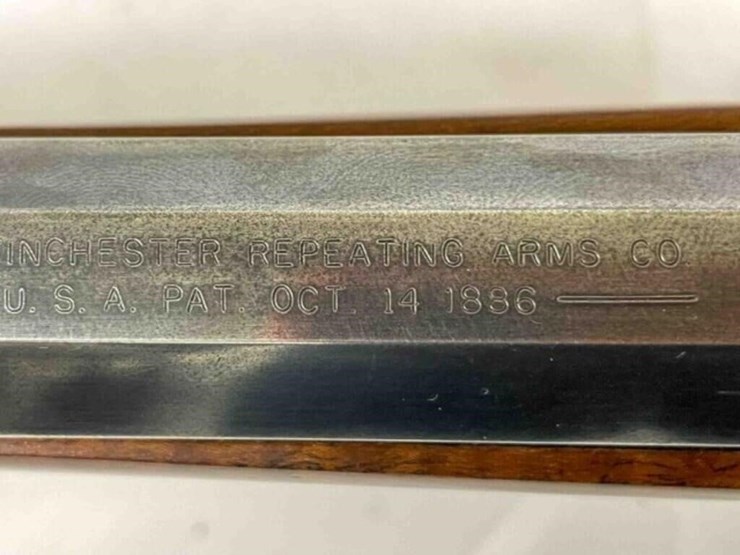 INCHESTER REPEATING ARMS CO.
U. S. A. PAT. OCT. 14 1886